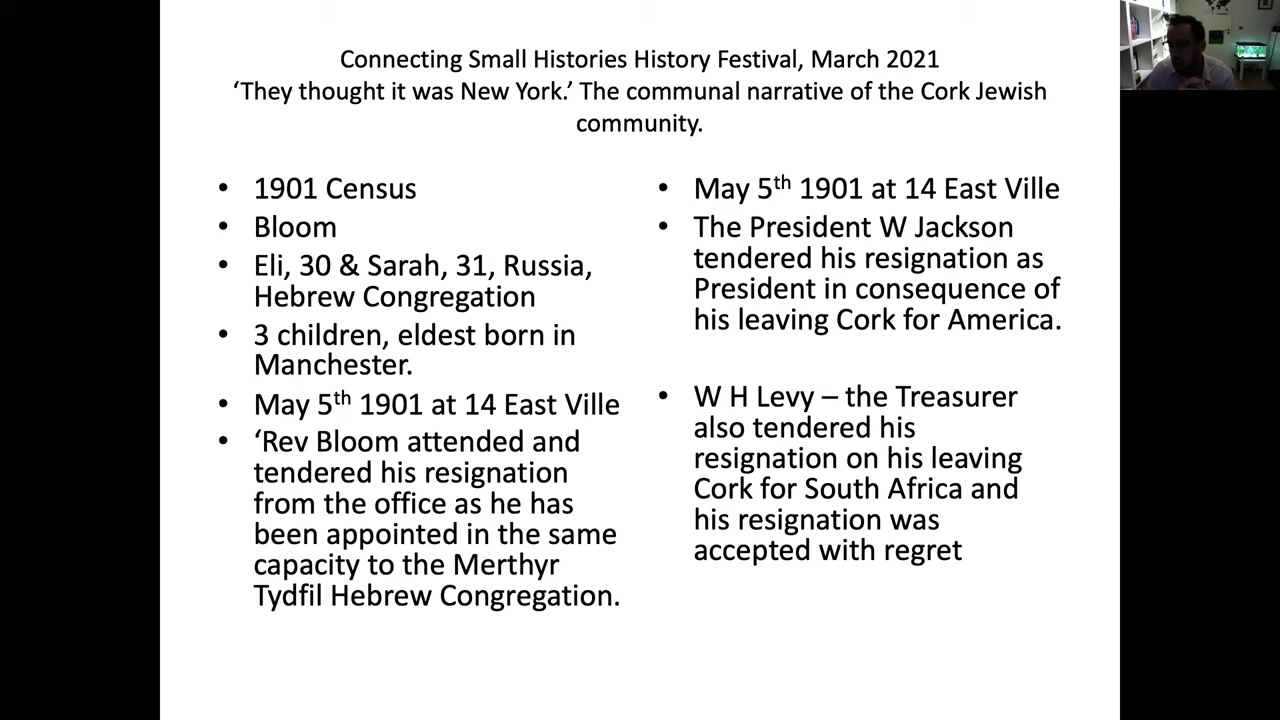 Connecting Small Histories History Festival, March 2021
‘They thought it was New York.’ The communal narrative of the Cork Jewish
community.
• 1901 Census
• Bloom
• Eli, 30 & Sarah, 31, Russia,
Hebrew Congregation
• 3 children, eldest born in
Manchester.
• May 5th 1901 at 14 East Ville
• ‘Rev Bloom attended and
tendered his resignation
from the office as he has
been appointed in the same
capacity to the Merthyr
Tydfil Hebrew Congregation.
• May 5th 1901 at 14 East Ville
• The President W Jackson
tendered his resignation as
President in consequence of
his leaving Cork for America.
• W H Levy – the Treasurer
also tendered his
resignation on his leaving
Cork for South Africa and
his resignation was
accepted with regret